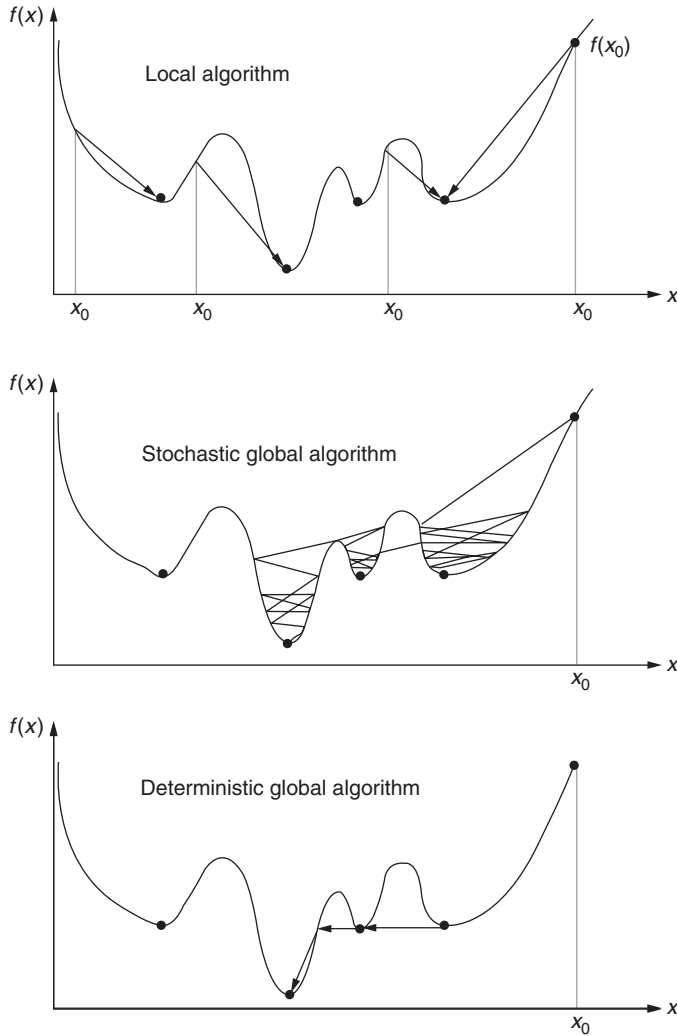 f(x)
Local algorithm
f(x₀)
x₀ x₀ x₀ x₀
x
f(x)
Stochastic global algorithm
x
x₀
f(x)
Deterministic global algorithm
x
x₀